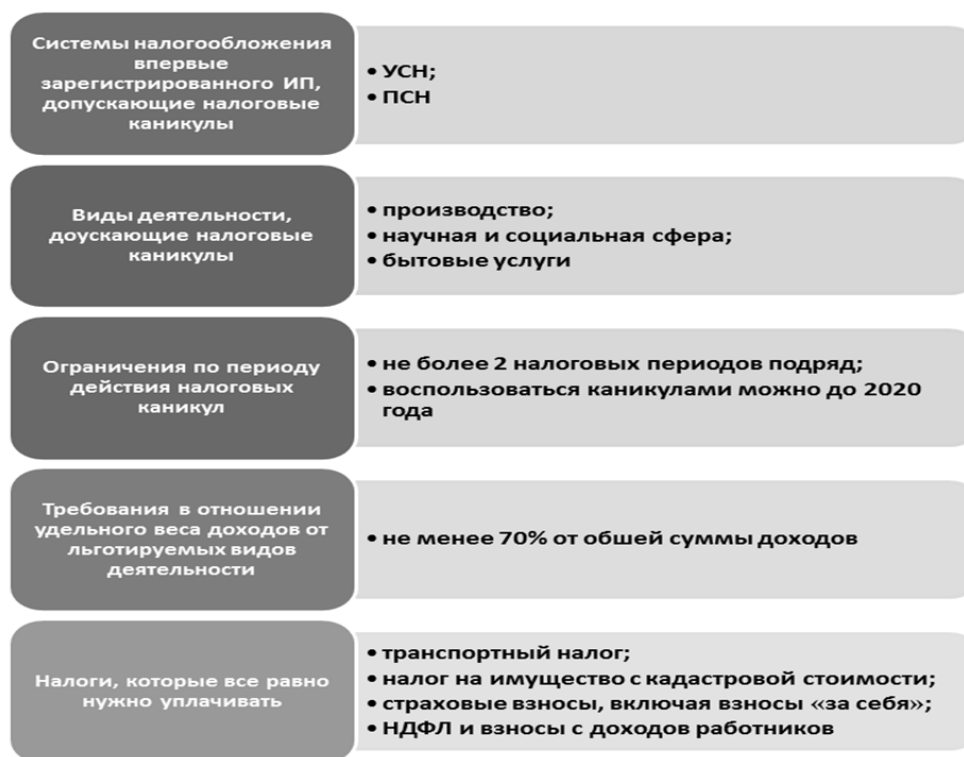 Системы налогообложения
впервые
зарегистрированного ИП,
допускающие налоговые
каникулы
• УСН;
• ПСН
Виды деятельности,
доускающие налоговые
каникулы
• производство;
• научная и социальная сфера;
• бытовые услуги
Ограничения по периоду
действия налоговых
каникул
• не более 2 налоговых периодов подряд;
• воспользоваться каникулами можно до 2020
года
Требования в отношении
удельного веса доходов от
льготируемых видов
деятельности
• не менее 70% от обшей суммы доходов
Налоги, которые все равно
нужно уплачивать
• транспортный налог;
• налог на имущество с кадастровой стоимости;
• страховые взносы, включая взносы «за себя»;
• НДФЛ и взносы с доходов работников